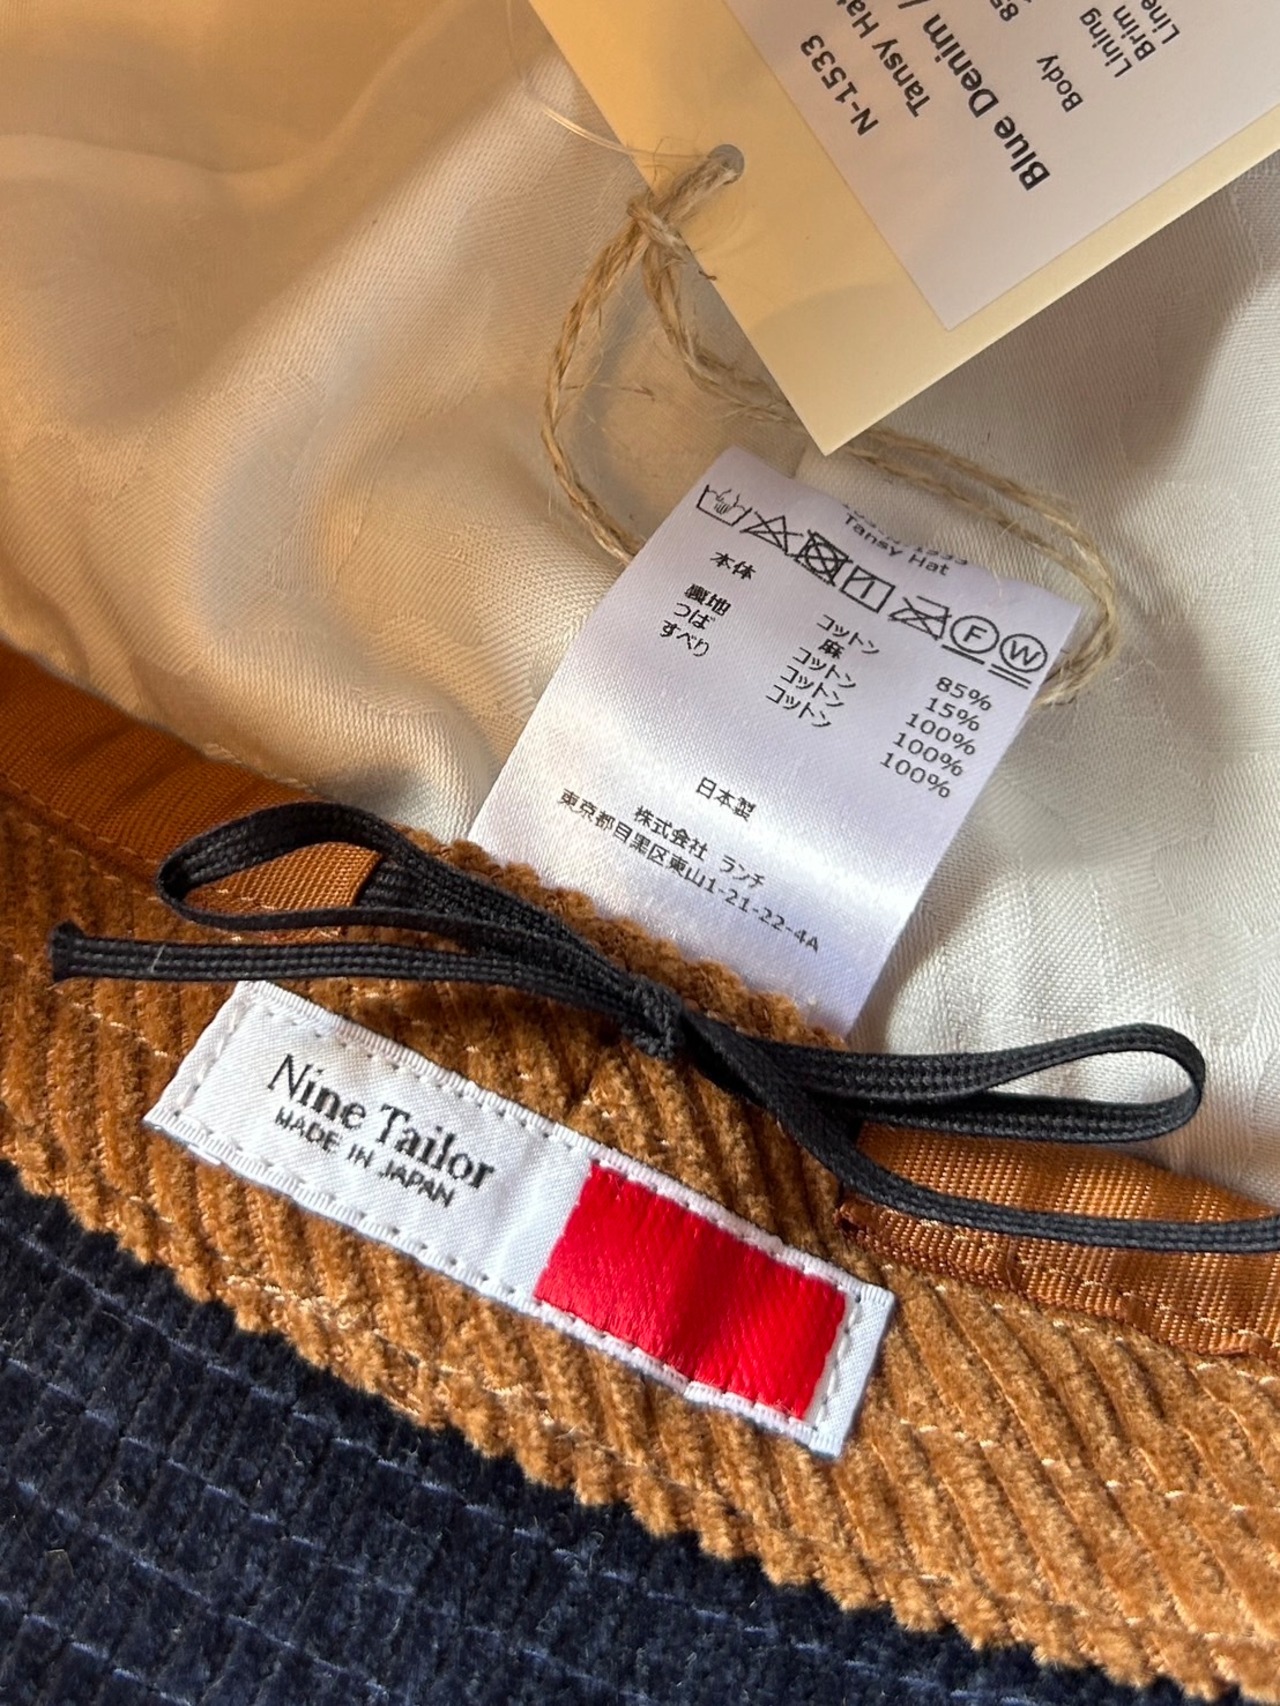 N-1533
Tansy Hat
Blue Denim /
Body 85
Lining
Brim
Line
Tansy Hat
F W
本体 コットン 85%
麻 15%
裏地 コットン 100%
つば コットン 100%
すべり コットン 100%
日本製
株式会社 ランチ
東京都目黒区東山1-21-22-4A
Nine Tailor
MADE IN JAPAN